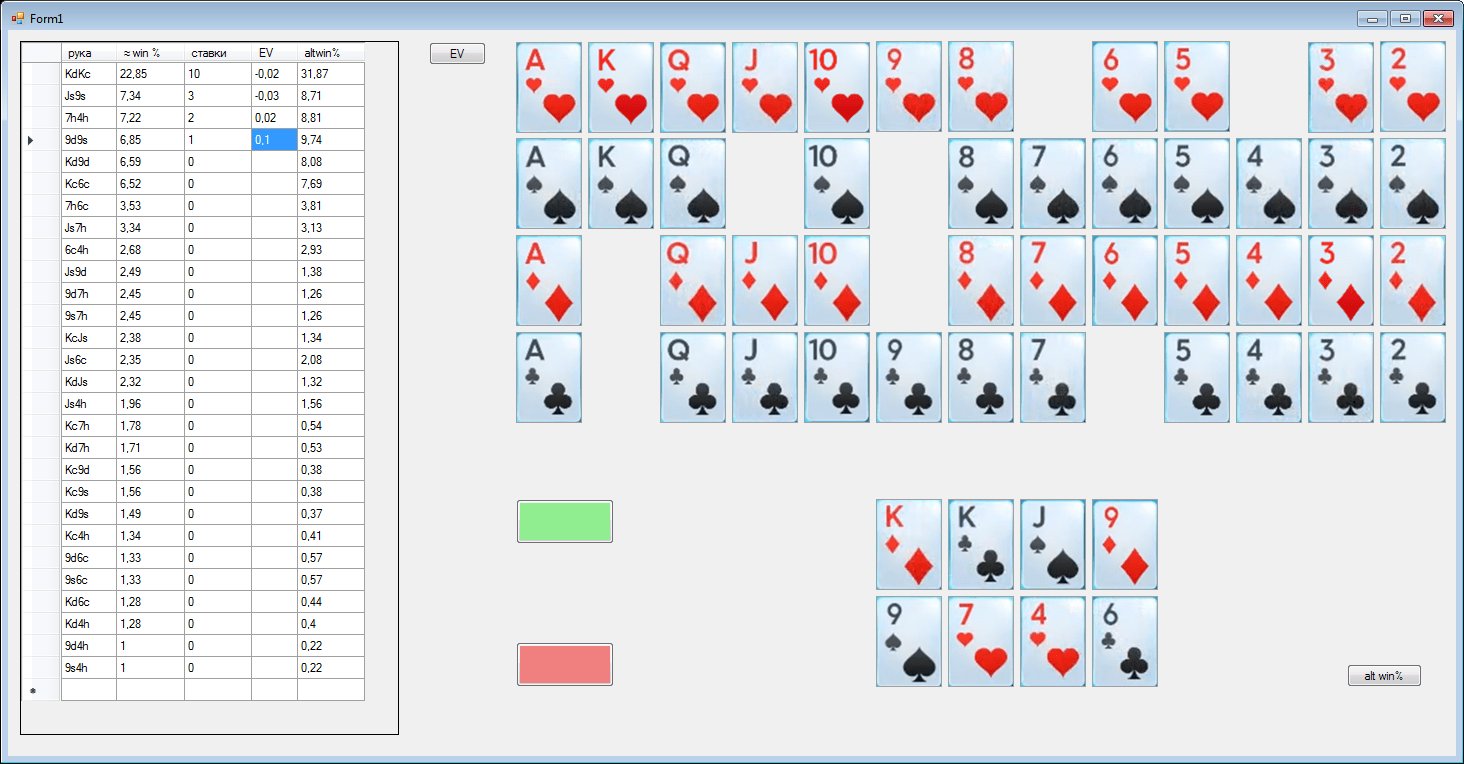 Form1
рука ≈ win % ставки EV altwin%
KdKc 22,85 10 -0,02 31,87
Js9s 7,34 3 -0,03 8,71
7h4h 7,22 2 0,02 8,81
9d9s 6,85 1 0,1 9,74
Kd9d 6,59 0 8,08
Kc6c 6,52 0 7,69
7h6c 3,53 0 3,81
Js7h 3,34 0 3,13
6c4h 2,68 0 2,93
Js9d 2,49 0 1,38
9d7h 2,45 0 1,26
9s7h 2,45 0 1,26
KcJs 2,38 0 1,34
Js6c 2,35 0 2,08
KdJs 2,32 0 1,32
Js4h 1,96 0 1,56
Kc7h 1,78 0 0,54
Kd7h 1,71 0 0,53
Kc9d 1,56 0 0,38
Kc9s 1,56 0 0,38
Kd9s 1,49 0 0,37
Kc4h 1,34 0 0,41
9d6c 1,33 0 0,57
9s6c 1,33 0 0,57
Kd6c 1,28 0 0,44
Kd4h 1,28 0 0,4
9d4h 1 0 0,22
9s4h 1 0 0,22
EV
A K Q J 10 9 8 6 5 3 2
A K Q 10 8 7 6 5 4 3 2
A Q J 10 8 7 6 5 4 3 2
A Q J 10 9 8 7 5 4 3 2
K K J 9
9 7 4 6
alt win%